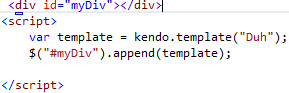 <div id="myDiv"></div>
<script>
var template = kendo.template("Duh");
$("#myDiv").append(template);
</script>